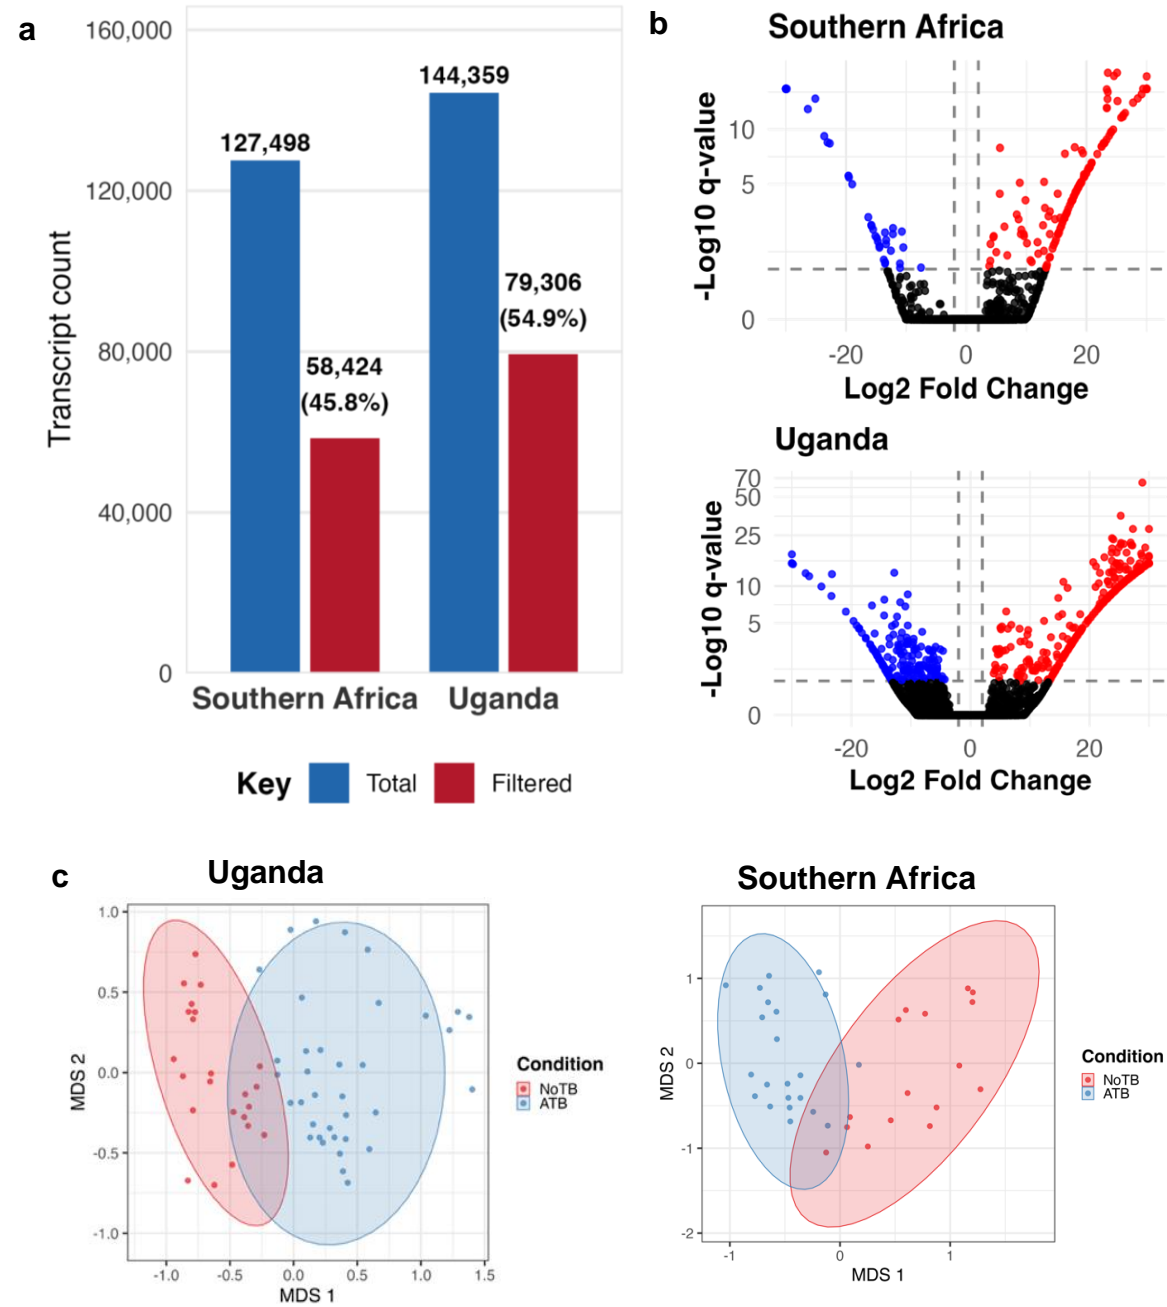 a
160,000
120,000
80,000
40,000
0
Transcript count
127,498
58,424
(45.8%)
144,359
79,306
(54.9%)
Southern Africa
Uganda
Key
Total
Filtered
b
Southern Africa
-Log10 q-value
10
5
0
-20
0
20
Log2 Fold Change
Uganda
-Log10 q-value
70
50
25
10
5
0
-20
0
20
Log2 Fold Change
c
Uganda
MDS 2
1.0
0.5
0.0
-0.5
-1.0
-1.0
-0.5
0.0
0.5
1.0
1.5
MDS 1
Condition
NoTB
ATB
Southern Africa
MDS 2
1
0
-1
-2
-1
0
1
MDS 1
Condition
NoTB
ATB